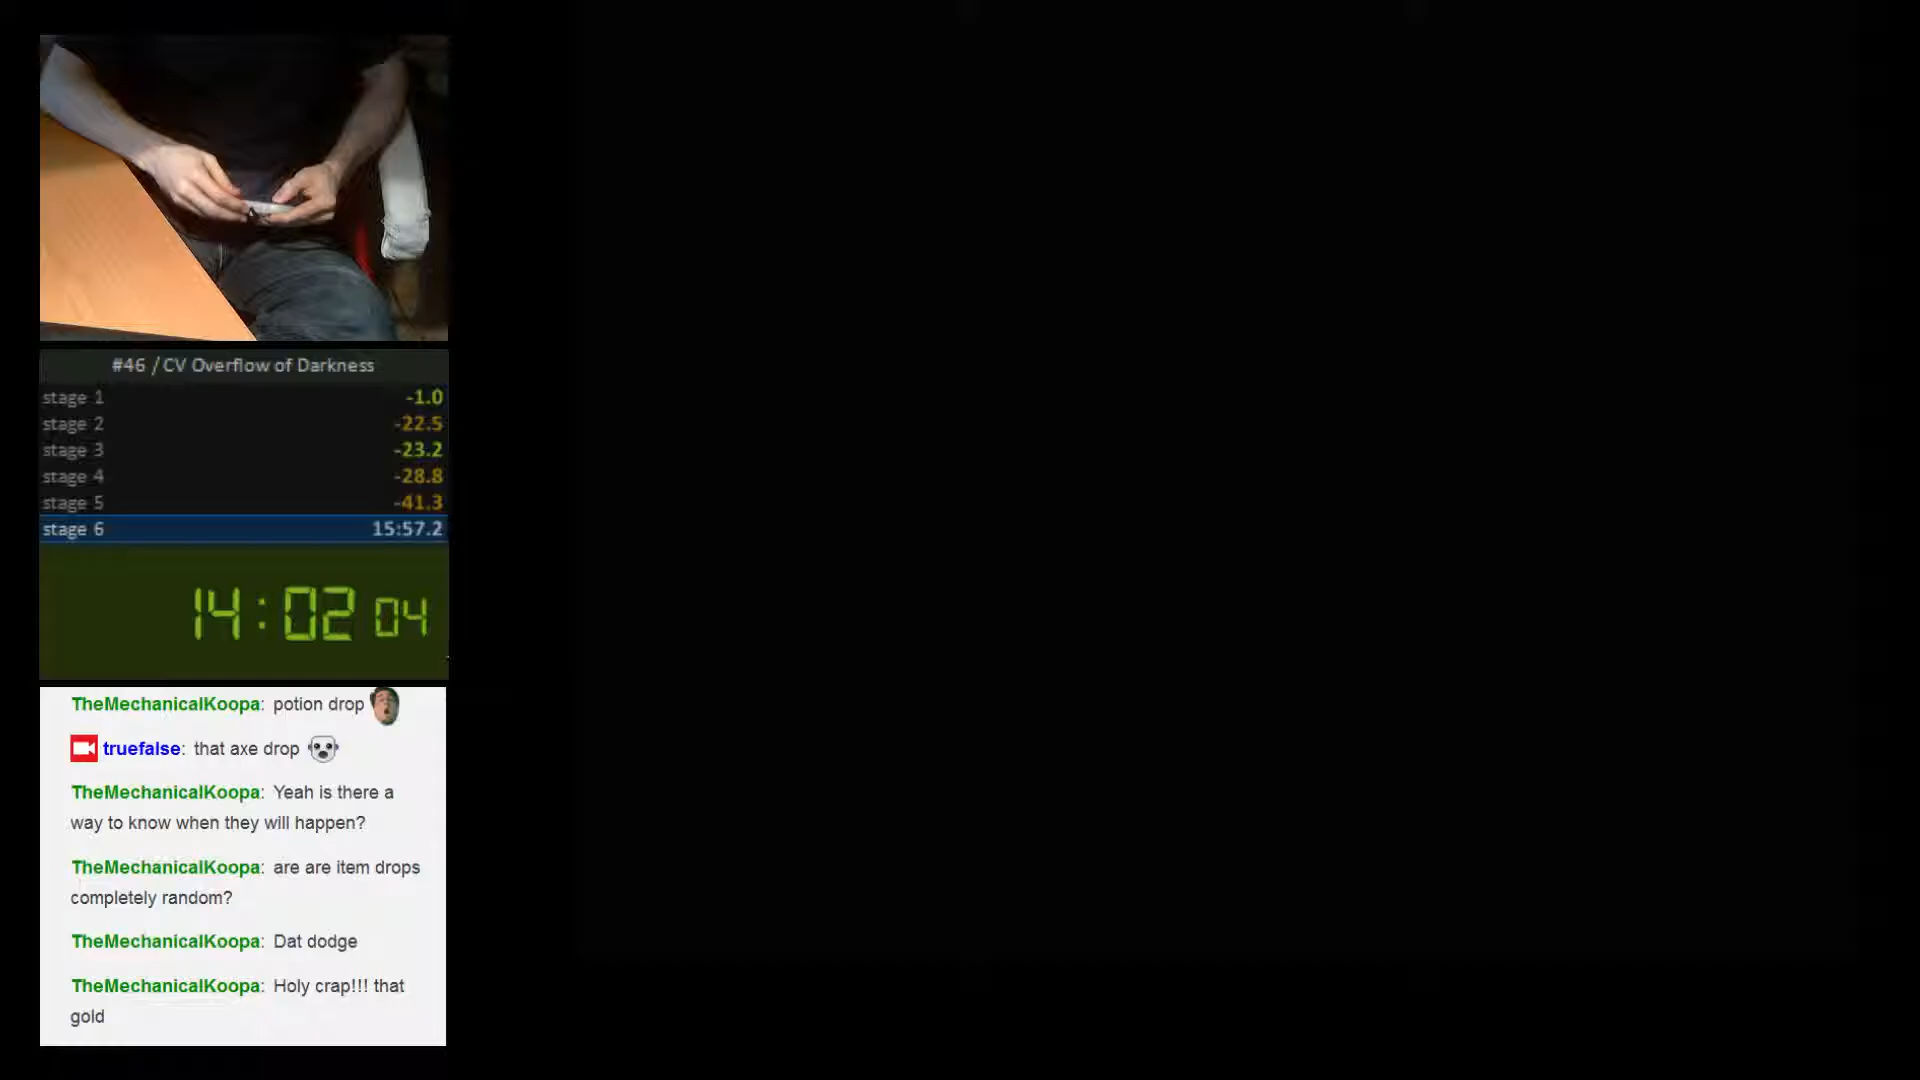 #46 / CV Overflow of Darkness
stage 1 -1.0
stage 2 -22.5
stage 3 -23.2
stage 4 -28.8
stage 5 -41.3
stage 6 15:57.2
14:02 04
TheMechanicalKoopa: potion drop
truefalse: that axe drop
TheMechanicalKoopa: Yeah is there a
way to know when they will happen?
TheMechanicalKoopa: are are item drops
completely random?
TheMechanicalKoopa: Dat dodge
TheMechanicalKoopa: Holy crap!!! that
gold